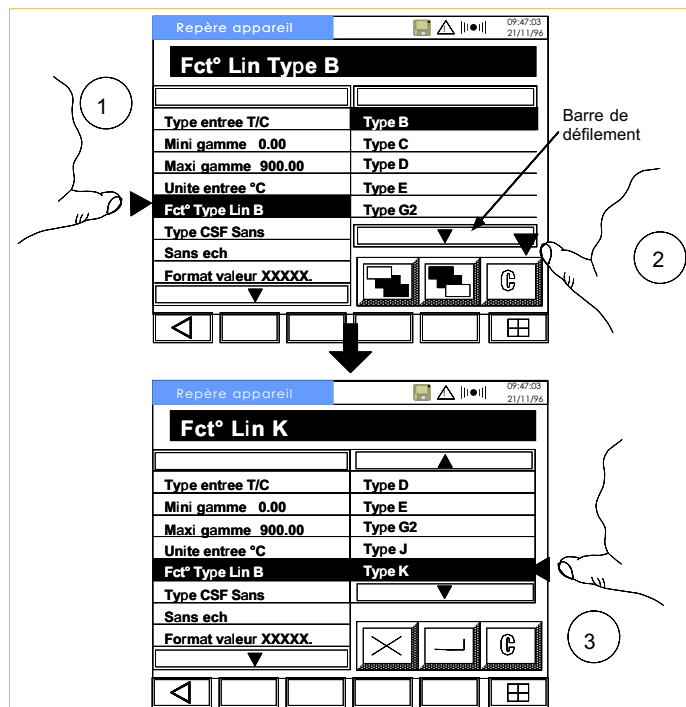 Repère appareil
09:47:03
21/11/96
Fct° Lin Type B
1
Type entree T/C
Mini gamme 0.00
Maxi gamme 900.00
Unite entree °C
Fct° Type Lin B
Type CSF Sans
Sans ech
Format valeur XXXXX.
Type B
Type C
Type D
Type E
Type G2
Barre de
défilement
C
2
Repère appareil
09:47:03
21/11/96
Fct° Lin K
Type entree T/C
Mini gamme 0.00
Maxi gamme 900.00
Unite entree °C
Fct° Type Lin B
Type CSF Sans
Sans ech
Format valeur XXXXX.
Type D
Type E
Type G2
Type J
Type K
C
3